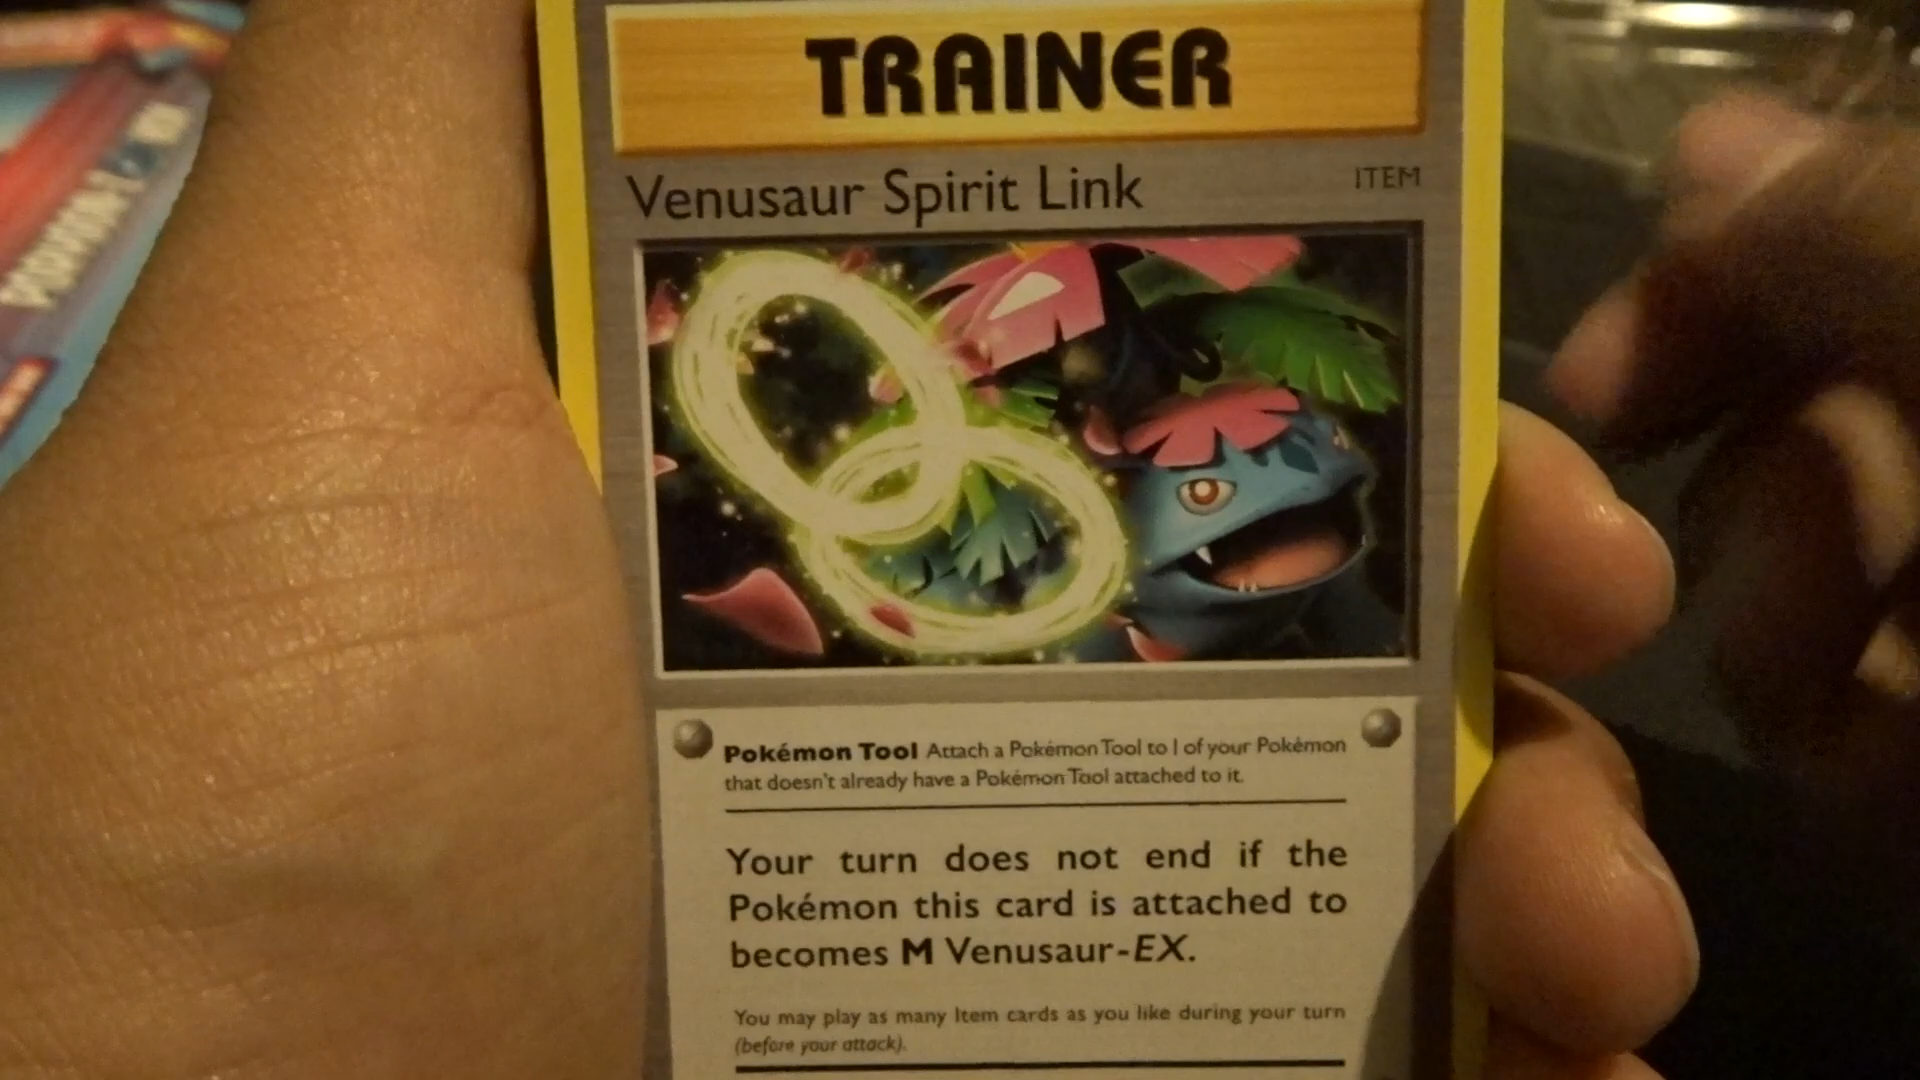 TRAINER
Venusaur Spirit Link
ITEM
Pokémon Tool Attach a Pokémon Tool to 1 of your Pokémon
that doesn't already have a Pokémon Tool attached to it.
Your turn does not end if the
Pokémon this card is attached to
becomes M Venusaur-EX.
You may play as many Item cards as you like during your turn
(before your attack).